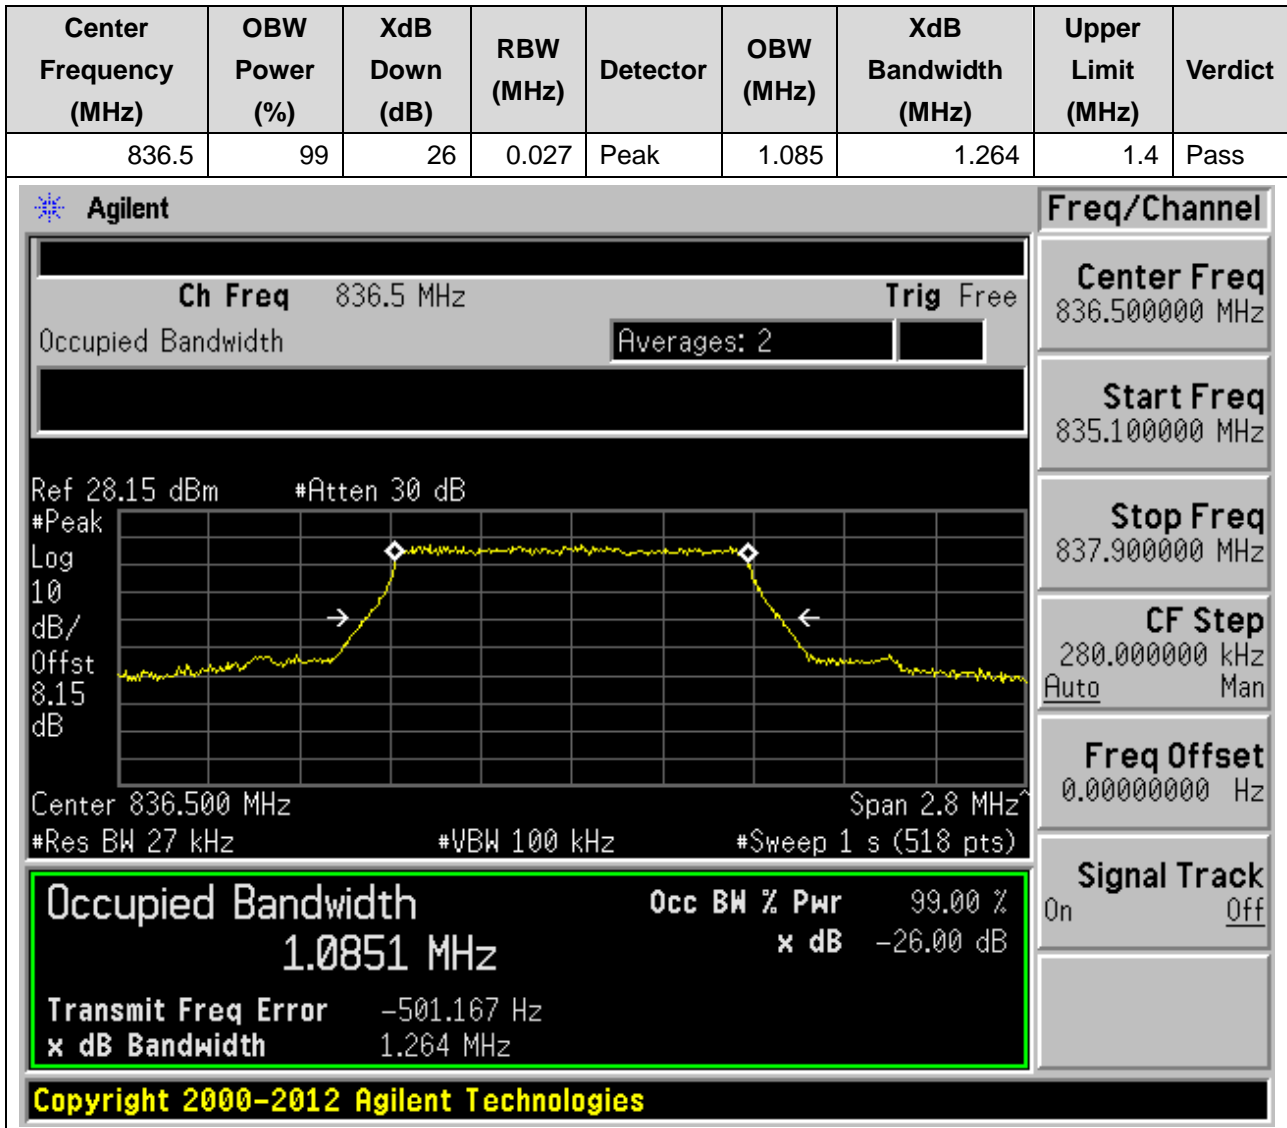 Center Frequency (MHz) OBW Power (%) XdB Down (dB) RBW (MHz) Detector OBW (MHz) XdB Bandwidth (MHz) Upper Limit (MHz) Verdict
836.5 99 26 0.027 Peak 1.085 1.264 1.4 Pass
Agilent
Freq/Channel
Ch Freq 836.5 MHz Trig Free
Occupied Bandwidth Averages: 2
Center Freq
836.500000 MHz
Start Freq
835.100000 MHz
Stop Freq
837.900000 MHz
CF Step
280.000000 kHz
Auto Man
Freq Offset
0.00000000 Hz
Signal Track
On Off
Ref 28.15 dBm #Atten 30 dB
#Peak
Log
10
dB/
Offst
8.15
dB
Center 836.500 MHz Span 2.8 MHz^
#Res BW 27 kHz #VBW 100 kHz #Sweep 1 s (518 pts)
Occupied Bandwidth Occ BW % Pwr 99.00 %
1.0851 MHz x dB -26.00 dB
Transmit Freq Error -501.167 Hz
x dB Bandwidth 1.264 MHz
Copyright 2000-2012 Agilent Technologies